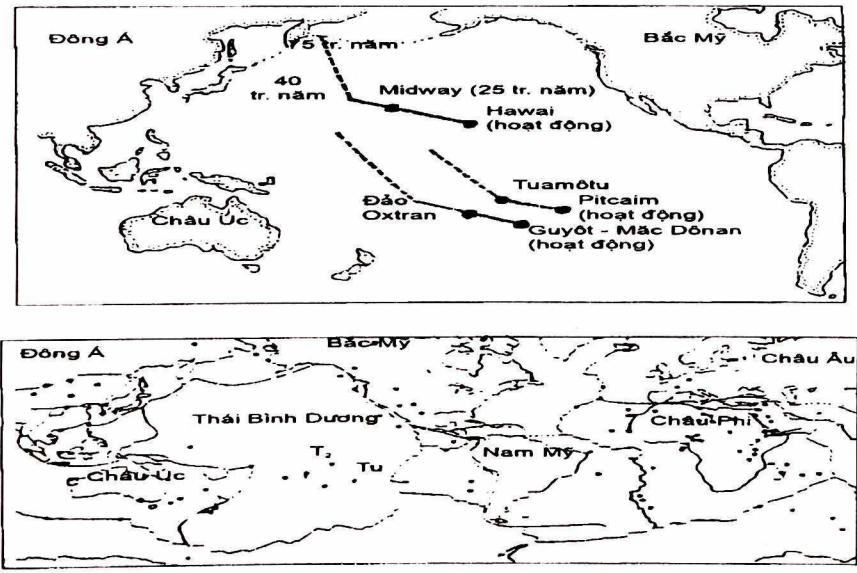 Đông Á
Bắc Mỹ
75 tr. năm
40
tr. năm
Midway (25 tr. năm)
Hawai
(hoạt động)
Tuamôtu
Đảo
Oxtran
Pitcaim
(hoạt động)
Châu Úc
Guyôt - Măc Dônan
(hoạt động)
Đông Á
Bắc Mỹ
Châu Âu
Thái Bình Dương
Châu Phi
T₂
Tu
Nam Mỹ
Châu Úc